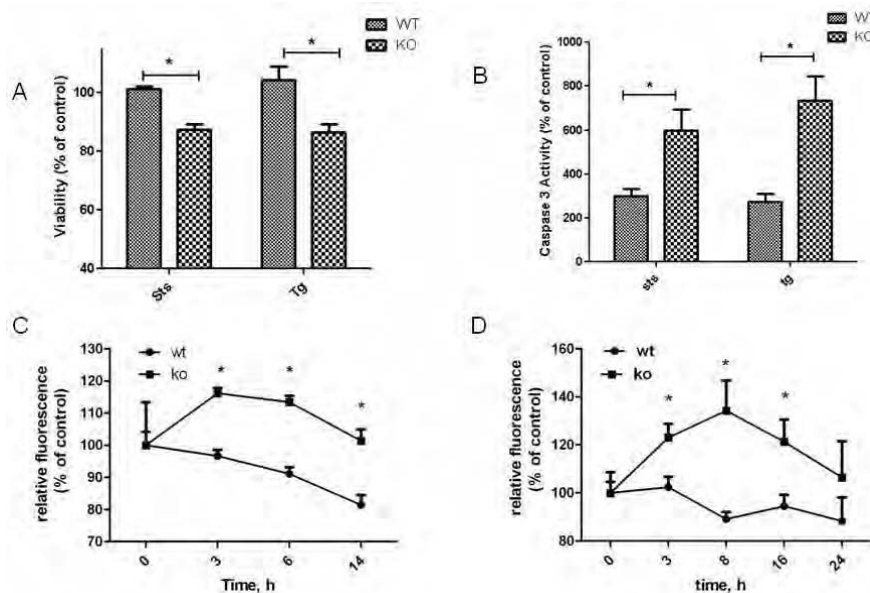 A
WT
KO
Viability (% of control)
100
80
60
40
*
*
Sts
Tg
B
WT
KO
Caspase 3 Activity (% of control)
1000
800
600
400
200
0
*
*
sts
tg
C
wt
ko
relative fluorescence
(% of control)
130
120
110
100
90
80
70
*
*
*
0
3
6
14
Time, h
D
wt
ko
relative fluorescence
(% of control)
160
140
120
100
80
*
*
*
0
3
8
16
24
time, h